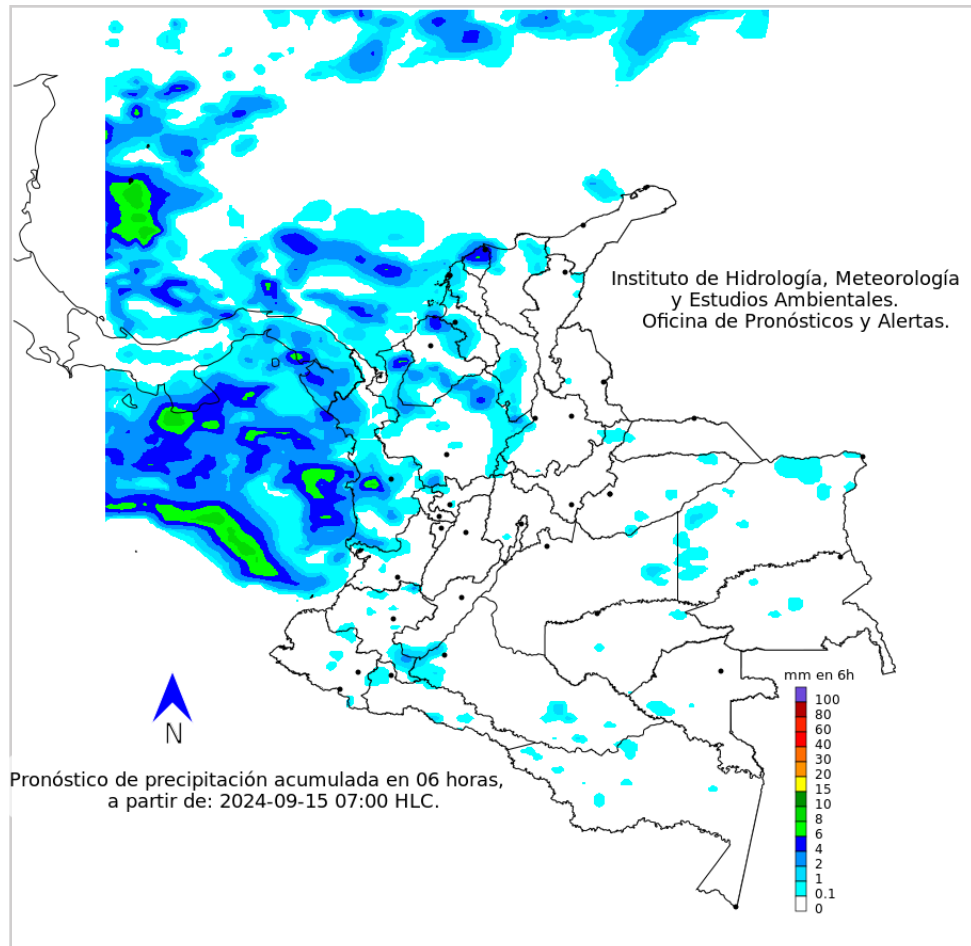 Instituto de Hidrología, Meteorología
y Estudios Ambientales.
Oficina de Pronósticos y Alertas.
mm en 6h
100
80
60
40
30
20
15
10
8
6
4
2
1
0.1
0
N
Pronóstico de precipitación acumulada en 06 horas,
a partir de: 2024-09-15 07:00 HLC.